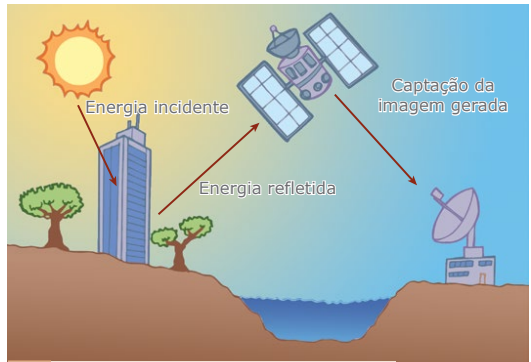 Energia incidente
Captação da
imagem gerada
Energia refletida